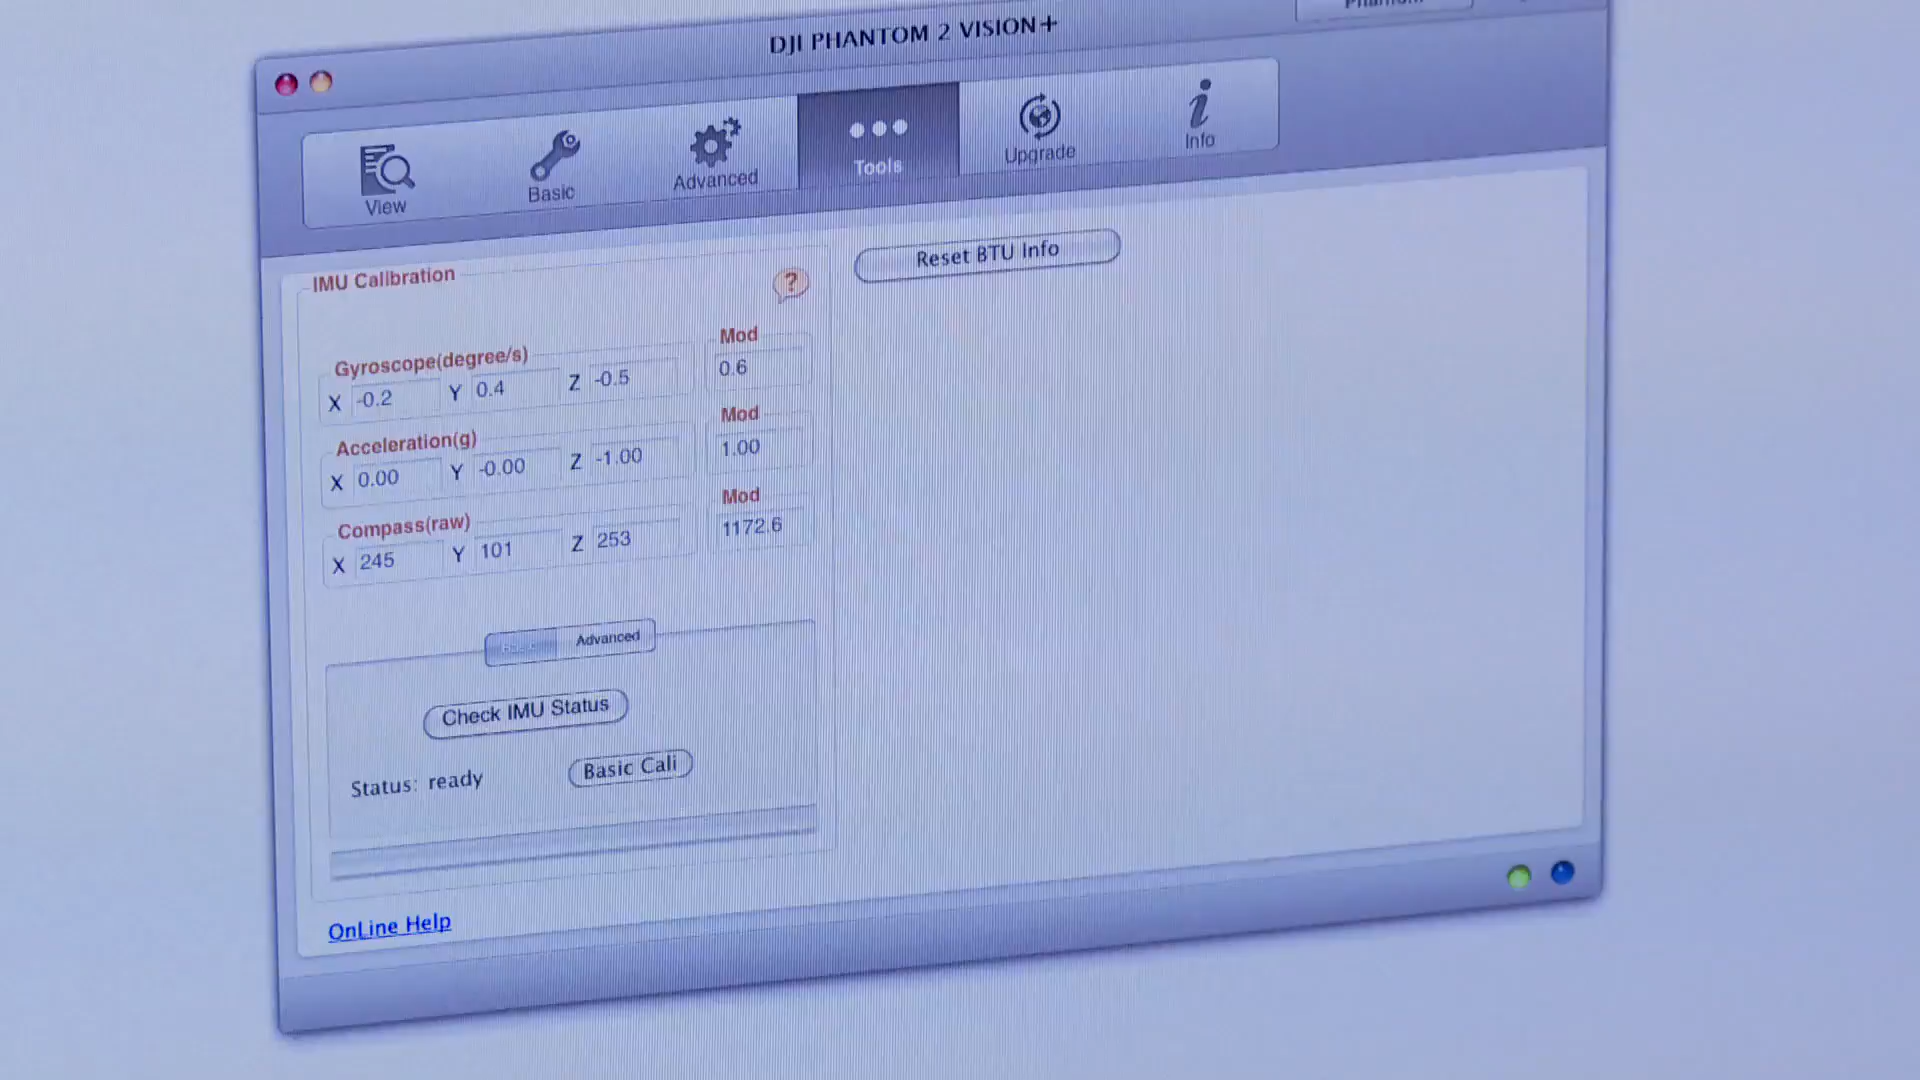 DJI PHANTOM 2 VISION+
View
Basic
Advanced
Tools
Upgrade
Info
IMU Calibration
?
Reset BTU Info
Gyroscope(degree/s)
Mod
X -0.2 Y 0.4 Z -0.5 0.6
Acceleration(g)
Mod
X 0.00 Y -0.00 Z -1.00 1.00
Compass(raw)
Mod
X 245 Y 101 Z 253 1172.6
Advanced
Check IMU Status
Status: ready
Basic Cali
OnLine Help